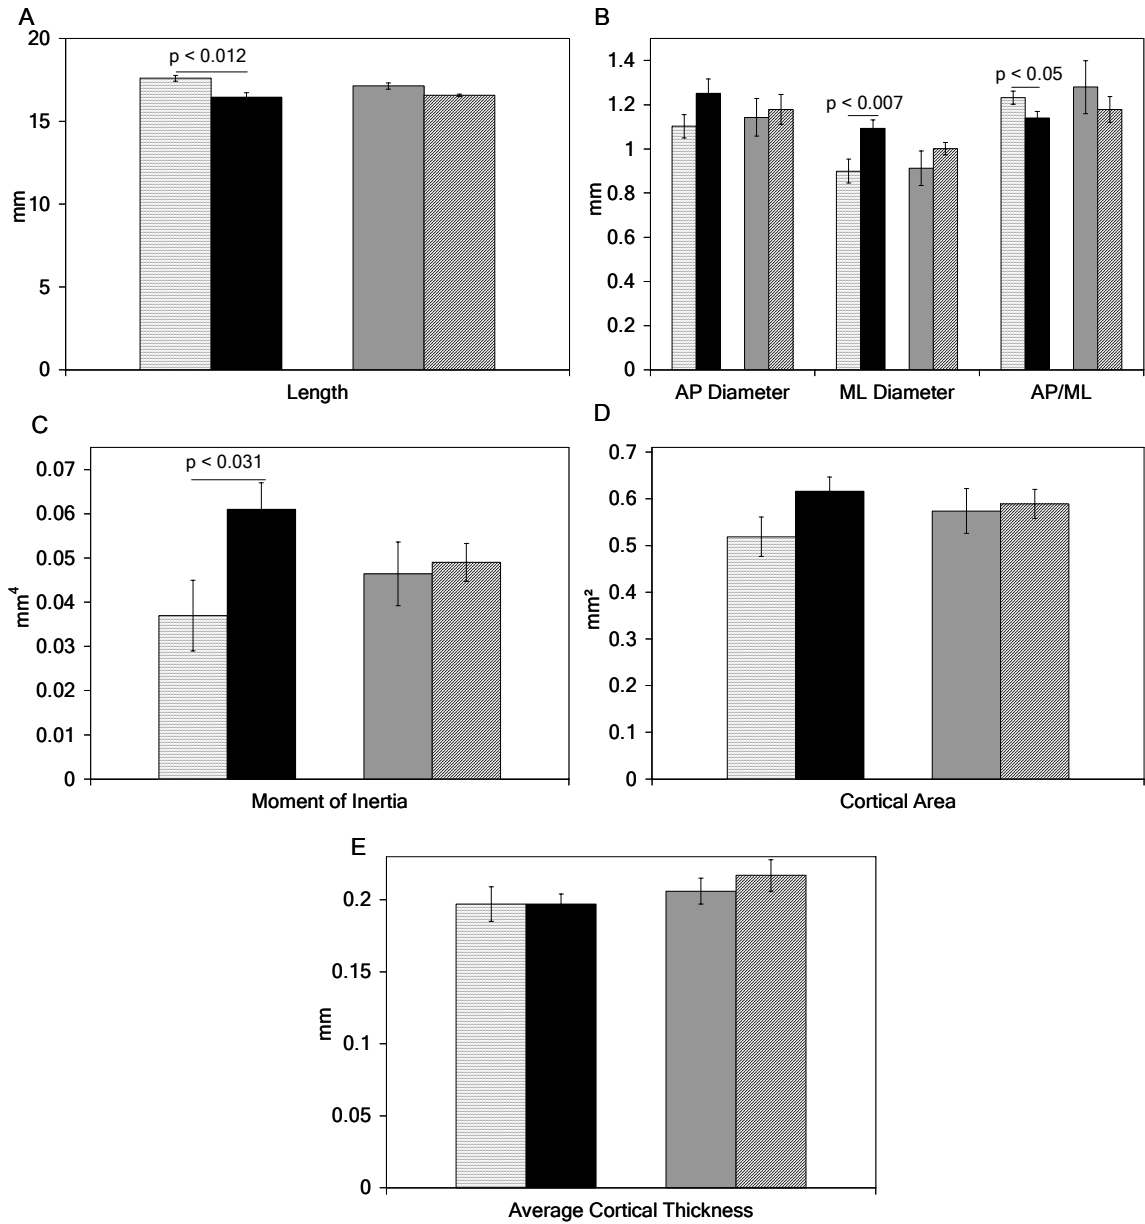 A
20
15
10
5
0
mm
p < 0.012
Length
B
1.4
1.2
1
0.8
0.6
0.4
0.2
0
mm
p < 0.007
p < 0.05
AP Diameter
ML Diameter
AP/ML
C
0.07
0.06
0.05
0.04
0.03
0.02
0.01
0
mm⁴
p < 0.031
Moment of Inertia
D
0.7
0.6
0.5
0.4
0.3
0.2
0.1
0
mm²
Cortical Area
E
0.2
0.15
0.1
0.05
0
mm
Average Cortical Thickness